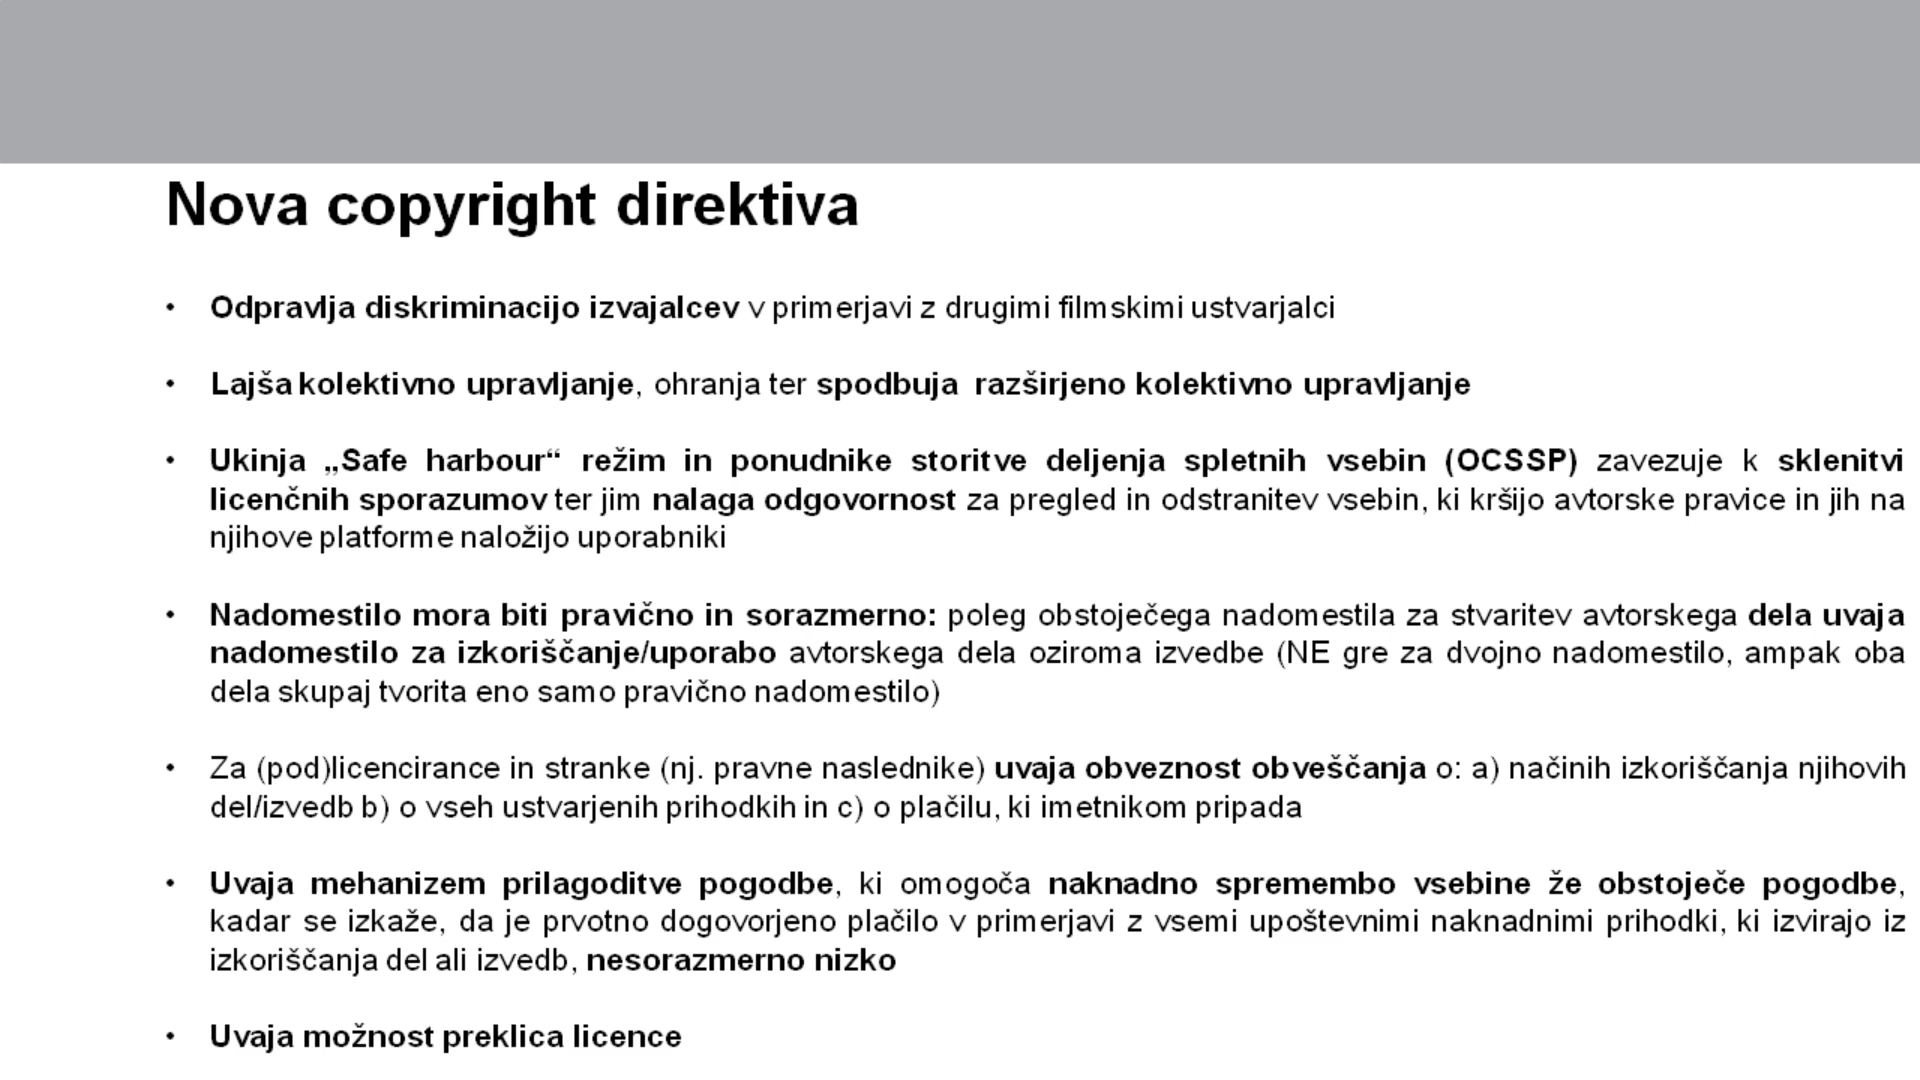 Nova copyright direktiva
• Odpravlja diskriminacijo izvajalcev v primerjavi z drugimi filmskimi ustvarjalci
• Lajša kolektivno upravljanje, ohranja ter spodbuja razširjeno kolektivno upravljanje
• Ukinja „Safe harbour“ režim in ponudnike storitve deljenja spletnih vsebin (OCSSP) zavezuje k sklenitvi
licenčnih sporazumov ter jim nalaga odgovornost za pregled in odstranitev vsebin, ki kršijo avtorske pravice in jih na
njihove platforme naložijo uporabniki
• Nadomestilo mora biti pravično in sorazmerno: poleg obstoječega nadomestila za stvaritev avtorskega dela uvaja
nadomestilo za izkoriščanje/uporabo avtorskega dela oziroma izvedbe (NE gre za dvojno nadomestilo, ampak oba
dela skupaj tvorita eno samo pravično nadomestilo)
• Za (pod)licencirance in stranke (nj. pravne naslednike) uvaja obveznost obveščanja o: a) načinih izkoriščanja njihovih
del/izvedb b) o vseh ustvarjenih prihodkih in c) o plačilu, ki imetnikom pripada
• Uvaja mehanizem prilagoditve pogodbe, ki omogoča naknadno spremembo vsebine že obstoječe pogodbe,
kadar se izkaže, da je prvotno dogovorjeno plačilo v primerjavi z vsemi upoštevnimi naknadnimi prihodki, ki izvirajo iz
izkoriščanja del ali izvedb, nesorazmerno nizko
• Uvaja možnost preklica licence